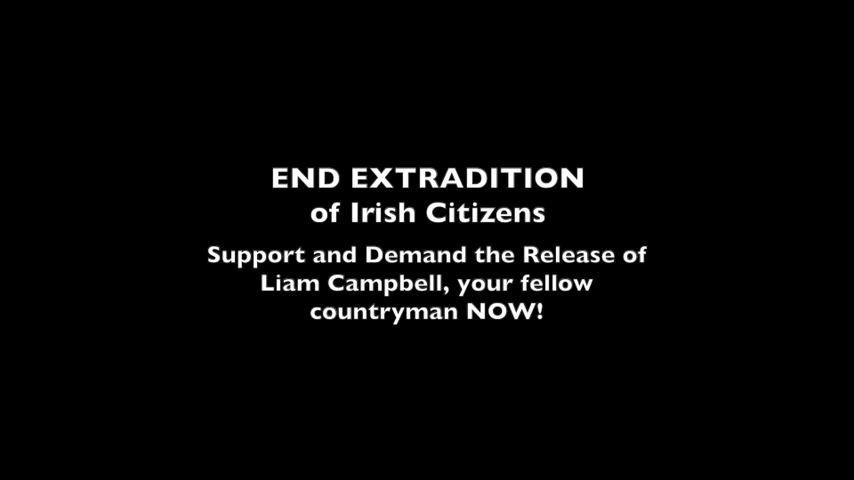 END EXTRADITION
of Irish Citizens
Support and Demand the Release of
Liam Campbell, your fellow
countryman NOW!